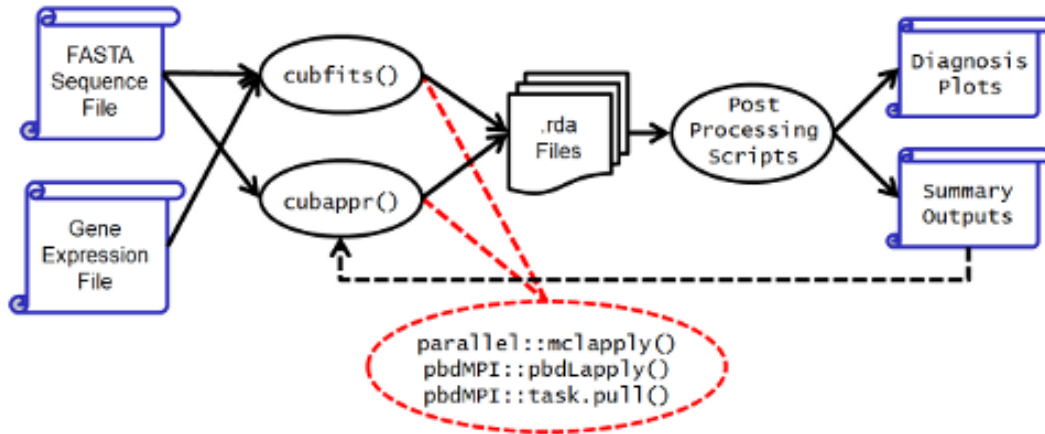 FASTA
Sequence
File
Gene
Expression
File
cubfits()
cubappr()
.rda
Files
Post
Processing
Scripts
Diagnosis
Plots
Summary
Outputs
parallel::mclapply()
pbdMPI::pbdLapply()
pbdMPI::task.pull()